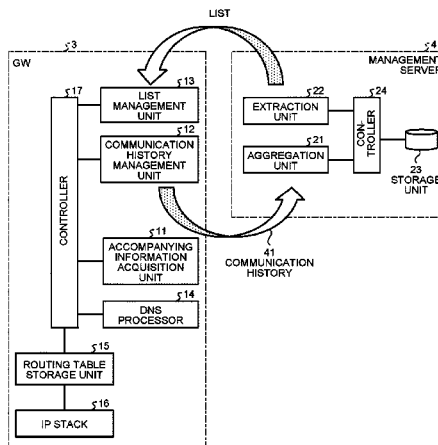 LIST
3
GW
4
MANAGEMENT
SERVER
17
13
LIST
MANAGEMENT
UNIT
12
COMMUNICATION
HISTORY
MANAGEMENT
UNIT
CONTROLLER
11
ACCOMPANYING
INFORMATION
ACQUISITION
UNIT
14
DNS
PROCESSOR
15
ROUTING TABLE
STORAGE UNIT
16
IP STACK
22
EXTRACTION
UNIT
24
CON-
TROLLER
21
AGGREGATION
UNIT
23
STORAGE
UNIT
41
COMMUNICATION
HISTORY